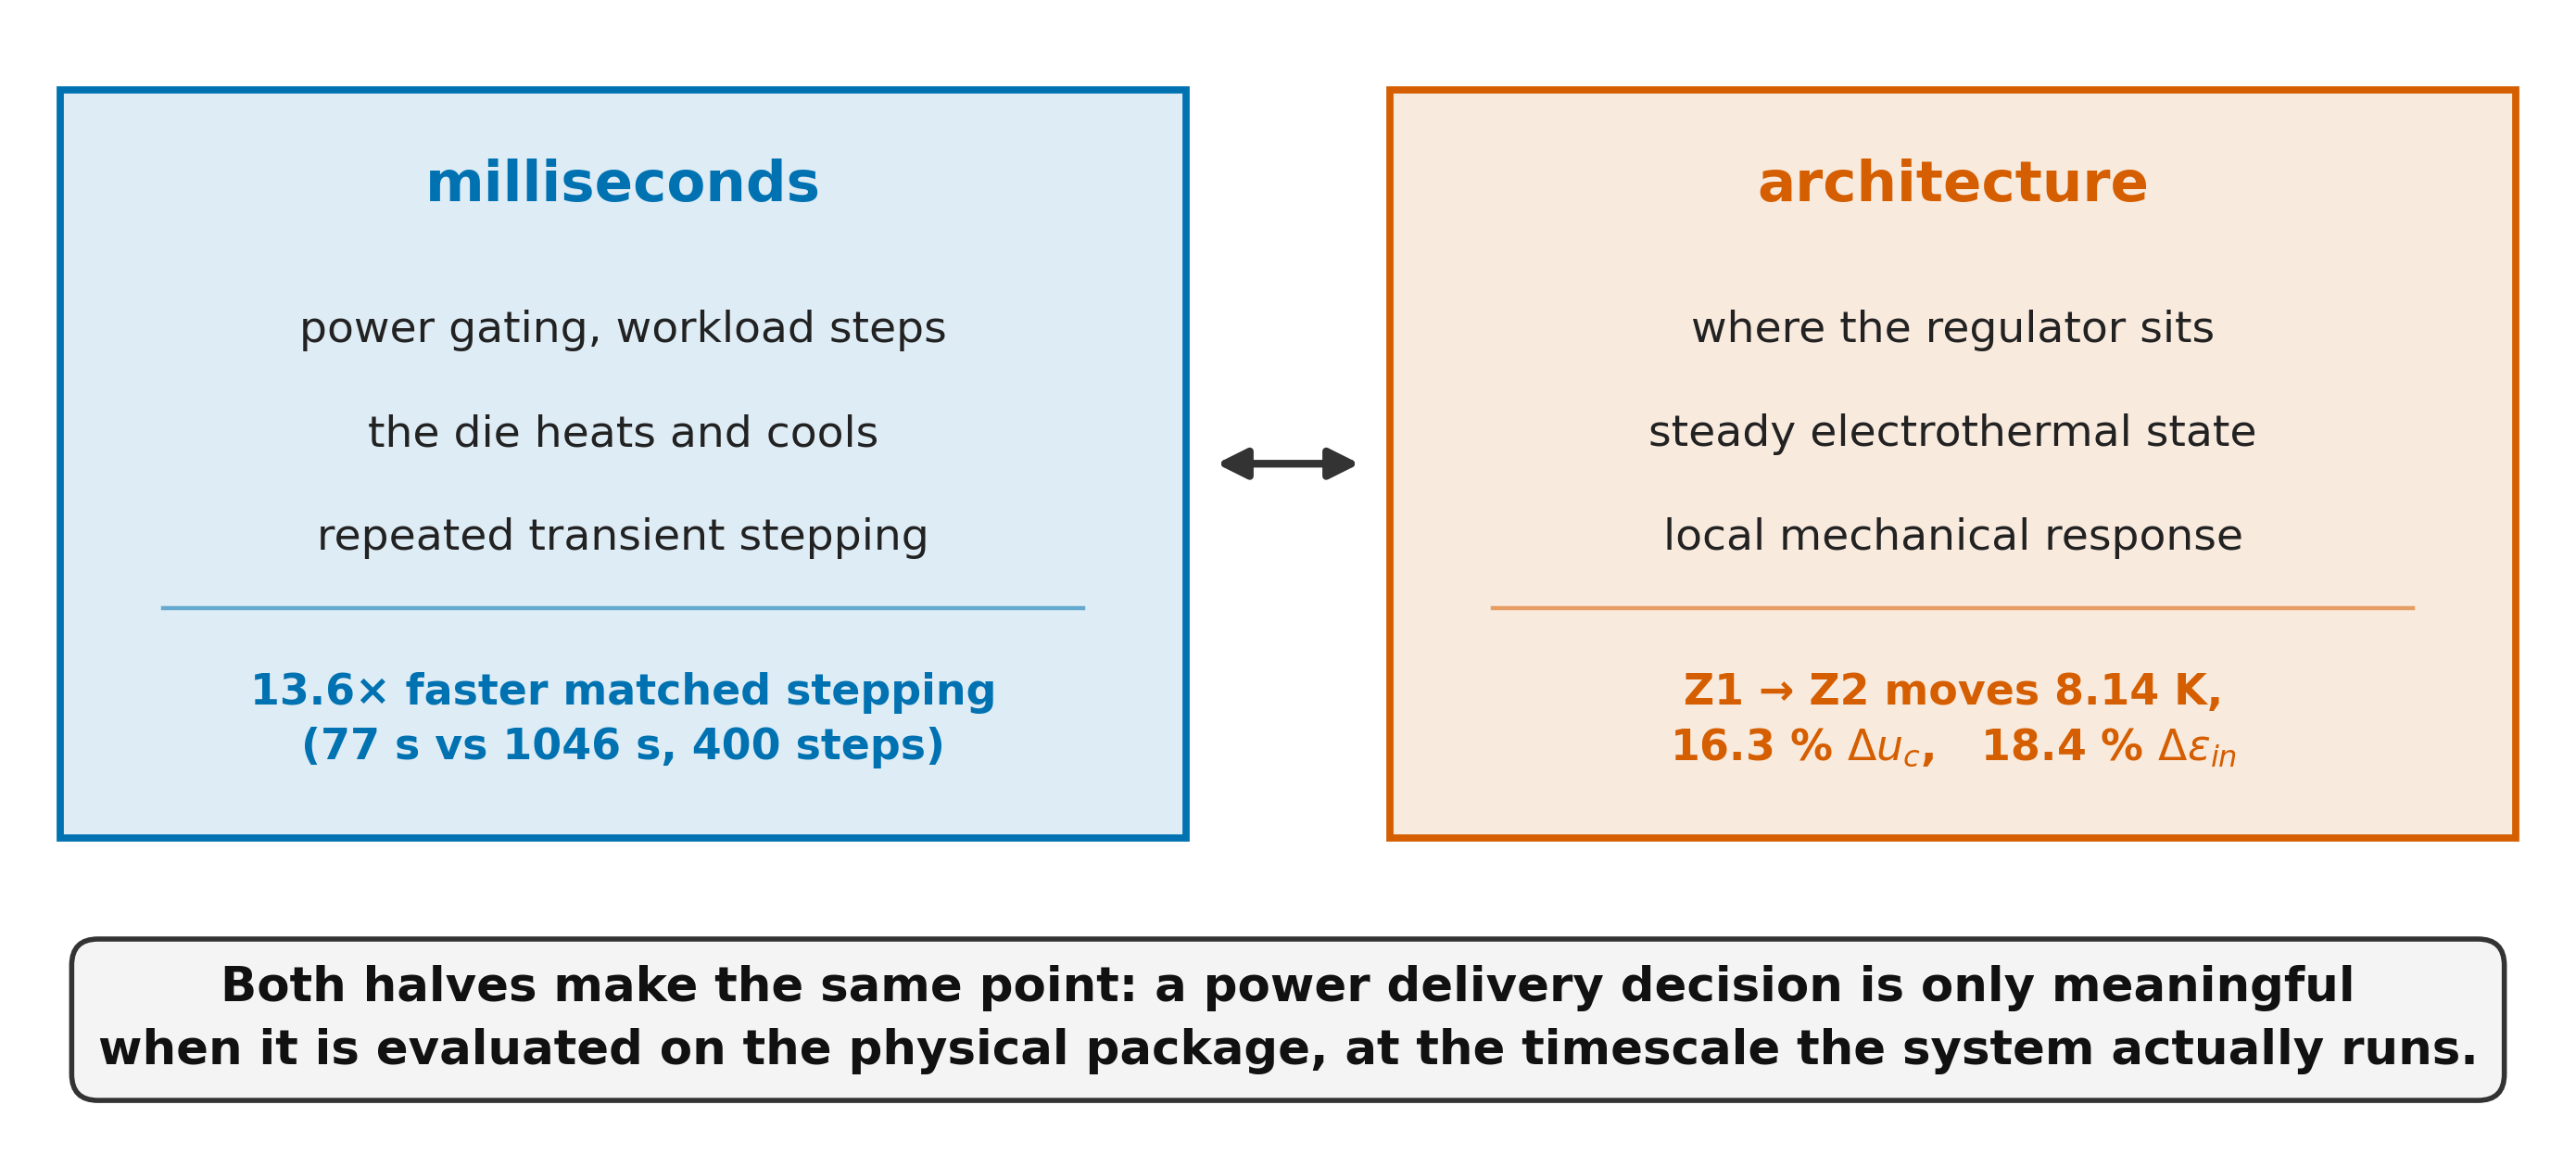 milliseconds
power gating, workload steps
the die heats and cools
repeated transient stepping
13.6× faster matched stepping
(77 s vs 1046 s, 400 steps)
architecture
where the regulator sits
steady electrothermal state
local mechanical response
Z1 → Z2 moves 8.14 K,
16.3 % Δu_c,   18.4 % Δε_in
Both halves make the same point: a power delivery decision is only meaningful
when it is evaluated on the physical package, at the timescale the system actually runs.